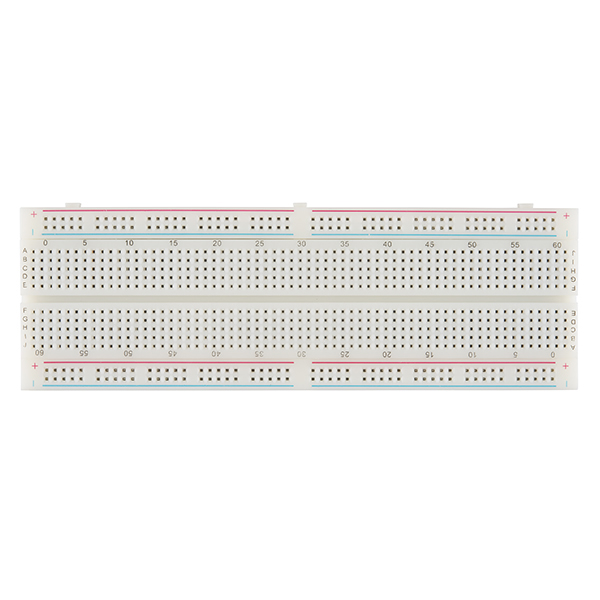 + +
- -
0 5 10 15 20 25 30 35 40 45 50 55 60
A J
B I
C H
D G
E F
F E
G D
H C
I B
J A
60 55 50 45 40 35 30 25 20 15 10 5 0
+ +
- -